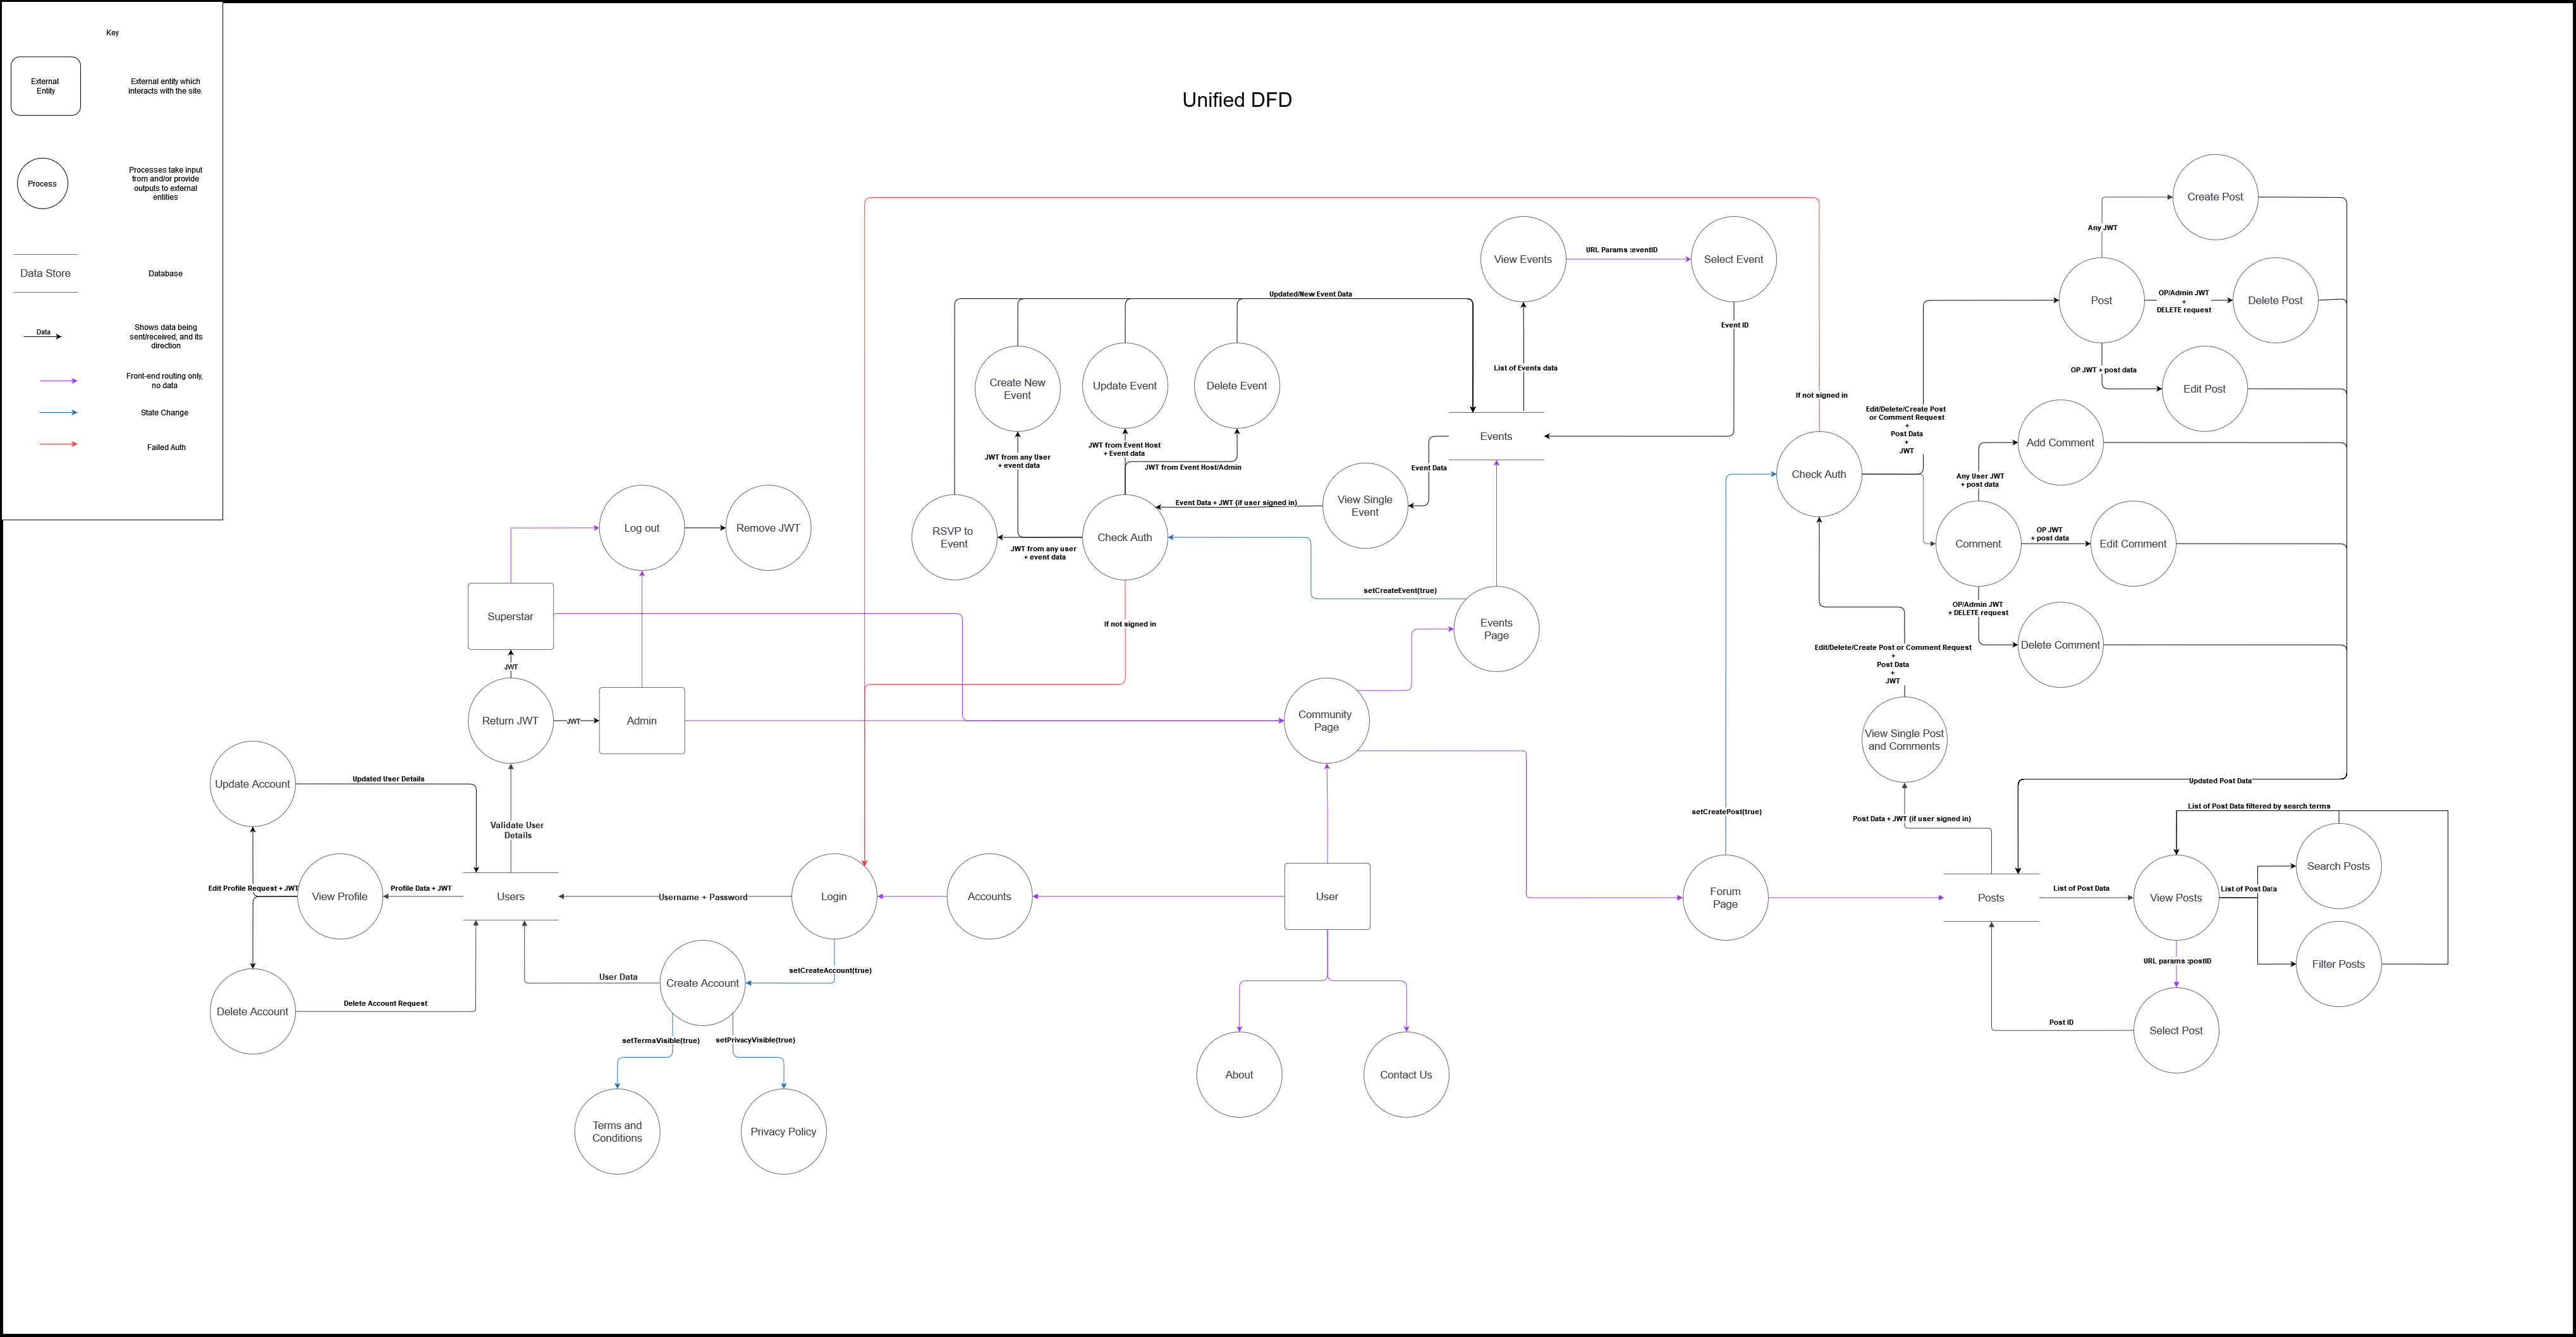 Key
External
Entity
External entity which
interacts with the site.
Process
Processes take input
from and/or provide
outputs to external
entities
Data Store
Database
Data
Shows data being
sent/received, and its
direction
Front-end routing only,
no data
State Change
Failed Auth
Unified DFD
Create Post
Any JWT
View Events
URL Params :eventID
Select Event
Post
OP/Admin JWT
+
DELETE request
Delete Post
Updated/New Event Data
Event ID
List of Events data
OP JWT + post data
Edit Post
Create New
Event
Update Event
Delete Event
If not signed in
Edit/Delete/Create Post
or Comment Request
+
Post Data
+
JWT
Events
Add Comment
JWT from any User
+ event data
JWT from Event Host
+ Event data
JWT from Event Host/Admin
Event Data
Check Auth
Any User JWT
+ post data
Event Data + JWT (if user signed in)
View Single
Event
Log out
Remove JWT
RSVP to
Event
JWT from any user
+ event data
Check Auth
Comment
OP JWT
+ post data
Edit Comment
setCreateEvent(true)
OP/Admin JWT
+ DELETE request
Superstar
If not signed in
Events
Page
Delete Comment
Edit/Delete/Create Post or Comment Request
+
Post Data
+
JWT
JWT
Return JWT
JWT
Admin
Community
Page
View Single Post
and Comments
Update Account
Updated User Details
Updated Post Data
List of Post Data filtered by search terms
Validate User
Details
setCreatePost(true)
Post Data + JWT (if user signed in)
Search Posts
Edit Profile Request + JWT
View Profile
Profile Data + JWT
Users
Username + Password
Login
Accounts
User
Forum
Page
Posts
List of Post Data
View Posts
List of Post Data
Filter Posts
URL params :postID
User Data
Create Account
setCreateAccount(true)
Delete Account
Delete Account Request
Post ID
Select Post
setTermsVisible(true)
setPrivacyVisible(true)
About
Contact Us
Terms and
Conditions
Privacy Policy